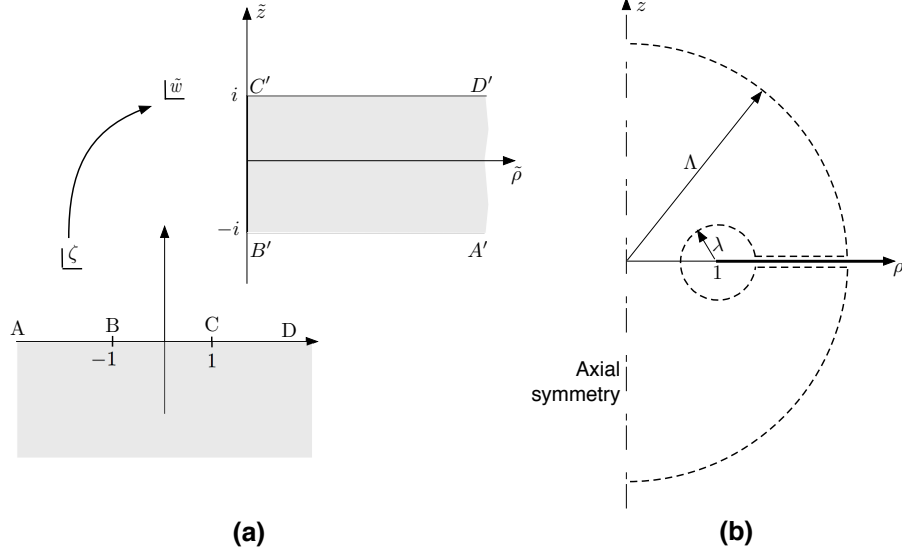 z̃
z
w̃
C′
D′
i
Λ
ρ̃
ζ
−i
B′
A′
λ
1
ρ
A
B
C
D
−1
1
Axial
symmetry
(a)
(b)